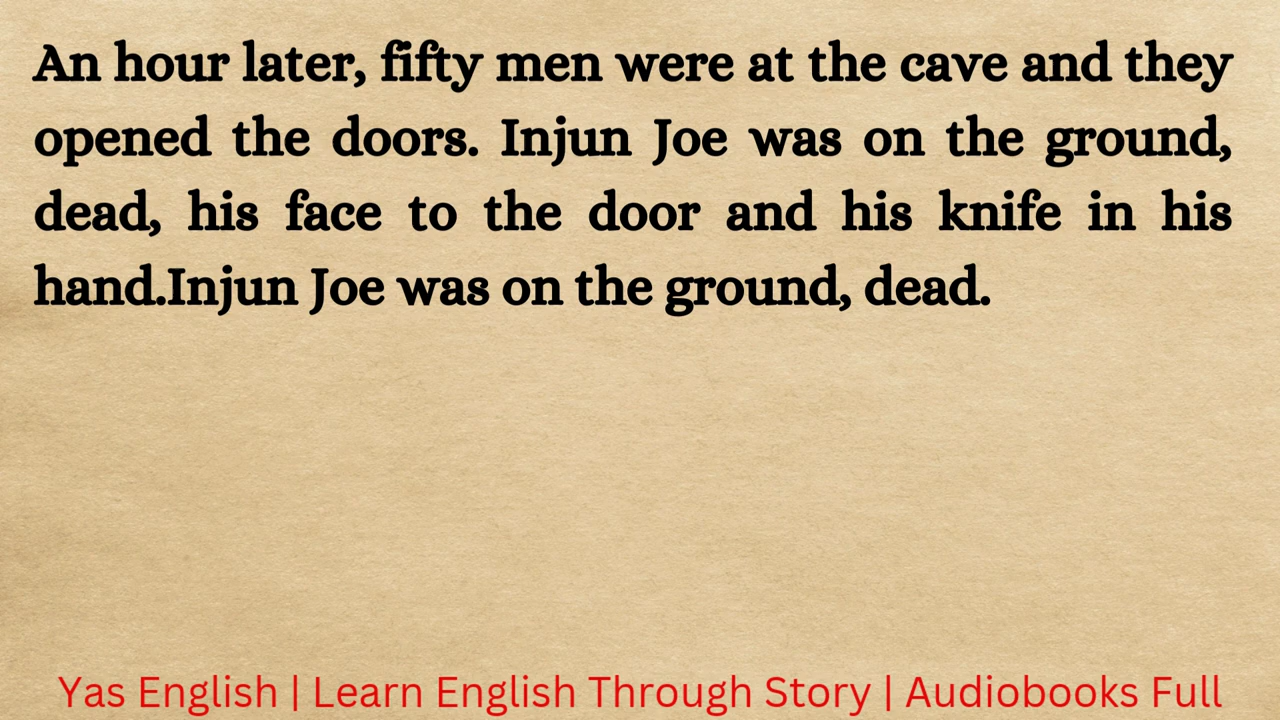 An hour later, fifty men were at the cave and they
opened the doors. Injun Joe was on the ground,
dead, his face to the door and his knife in his
hand.Injun Joe was on the ground, dead.
Yas English | Learn English Through Story | Audiobooks Full